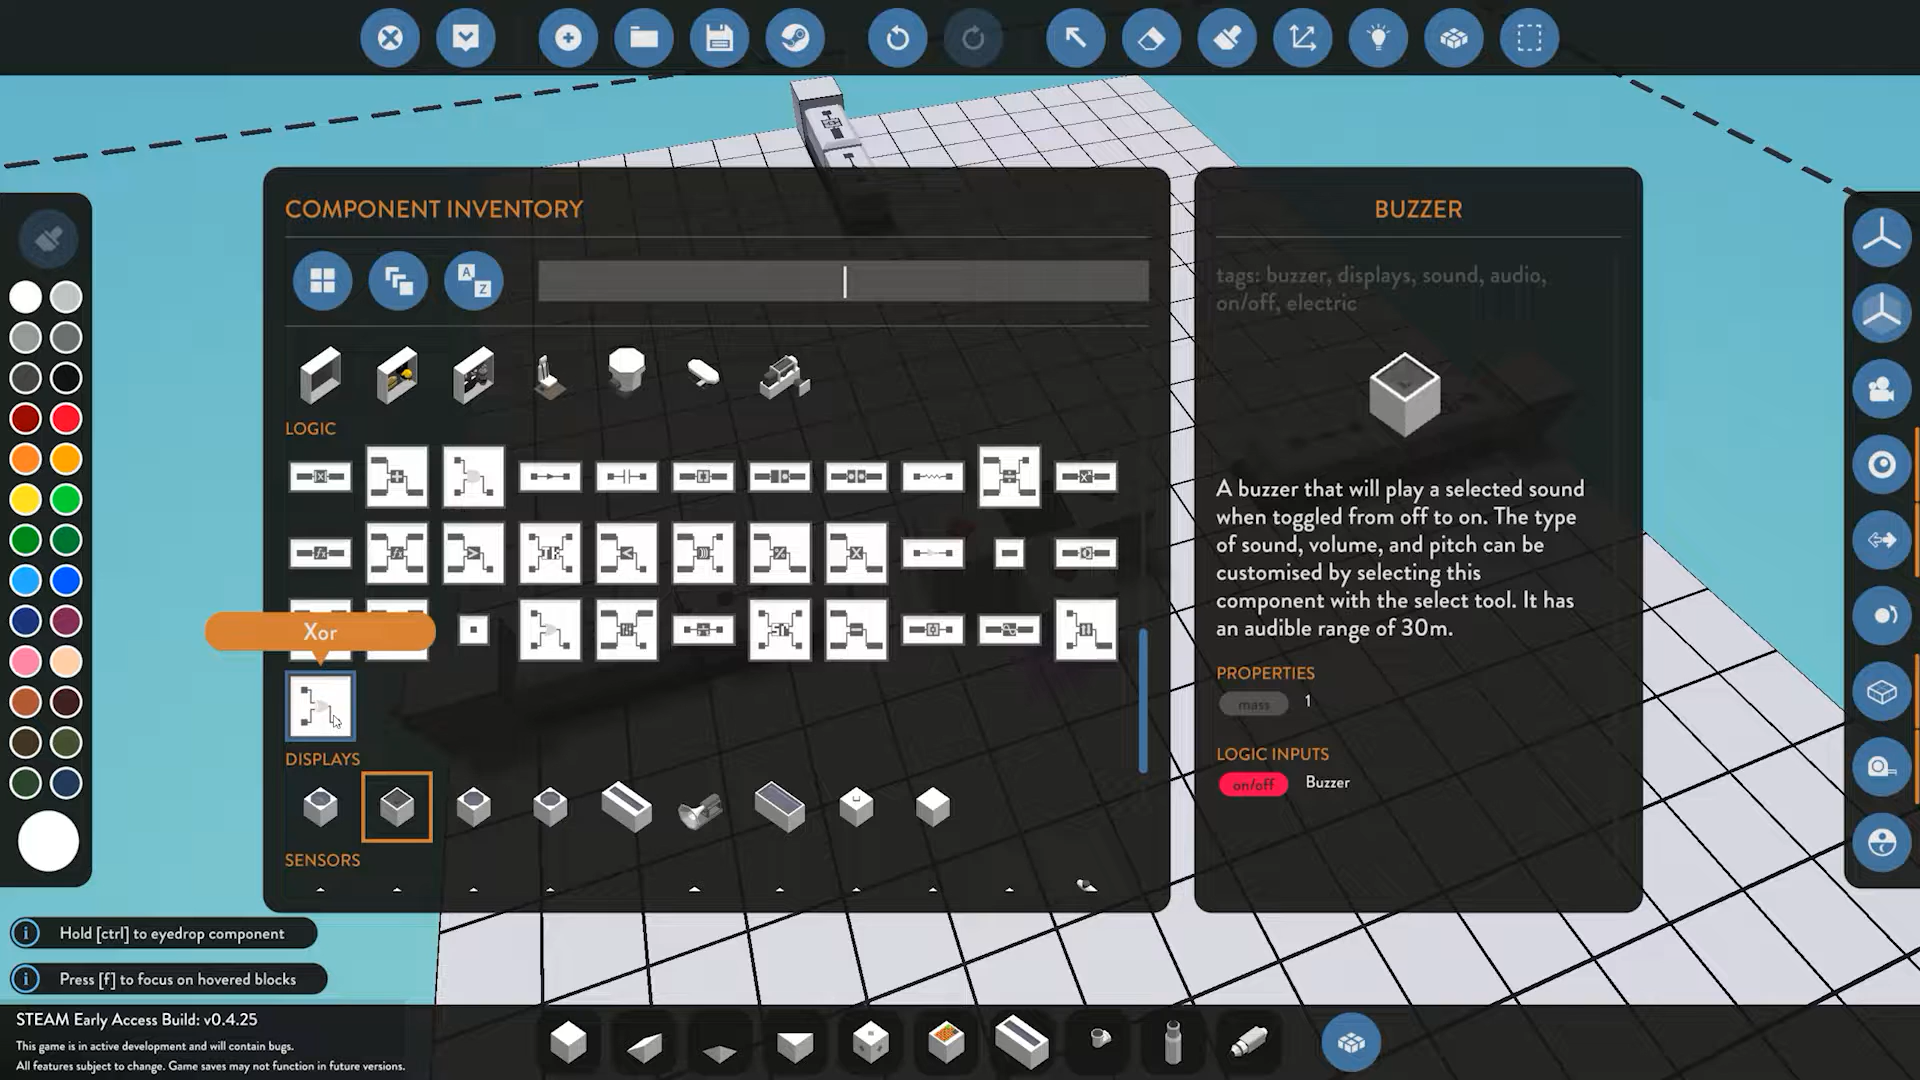 COMPONENT INVENTORY
A
Z
LOGIC
Xor
DISPLAYS
SENSORS
BUZZER
tags: buzzer, displays, sound, audio,
on/off, electric
A buzzer that will play a selected sound
when toggled from off to on. The type
of sound, volume, and pitch can be
customised by selecting this
component with the select tool. It has
an audible range of 30m.
PROPERTIES
mass 1
LOGIC INPUTS
on/off Buzzer
Hold [ctrl] to eyedrop component
Press [f] to focus on hovered blocks
STEAM Early Access Build: v0.4.25
This game is in active development and will contain bugs.
All features subject to change. Game saves may not function in future versions.